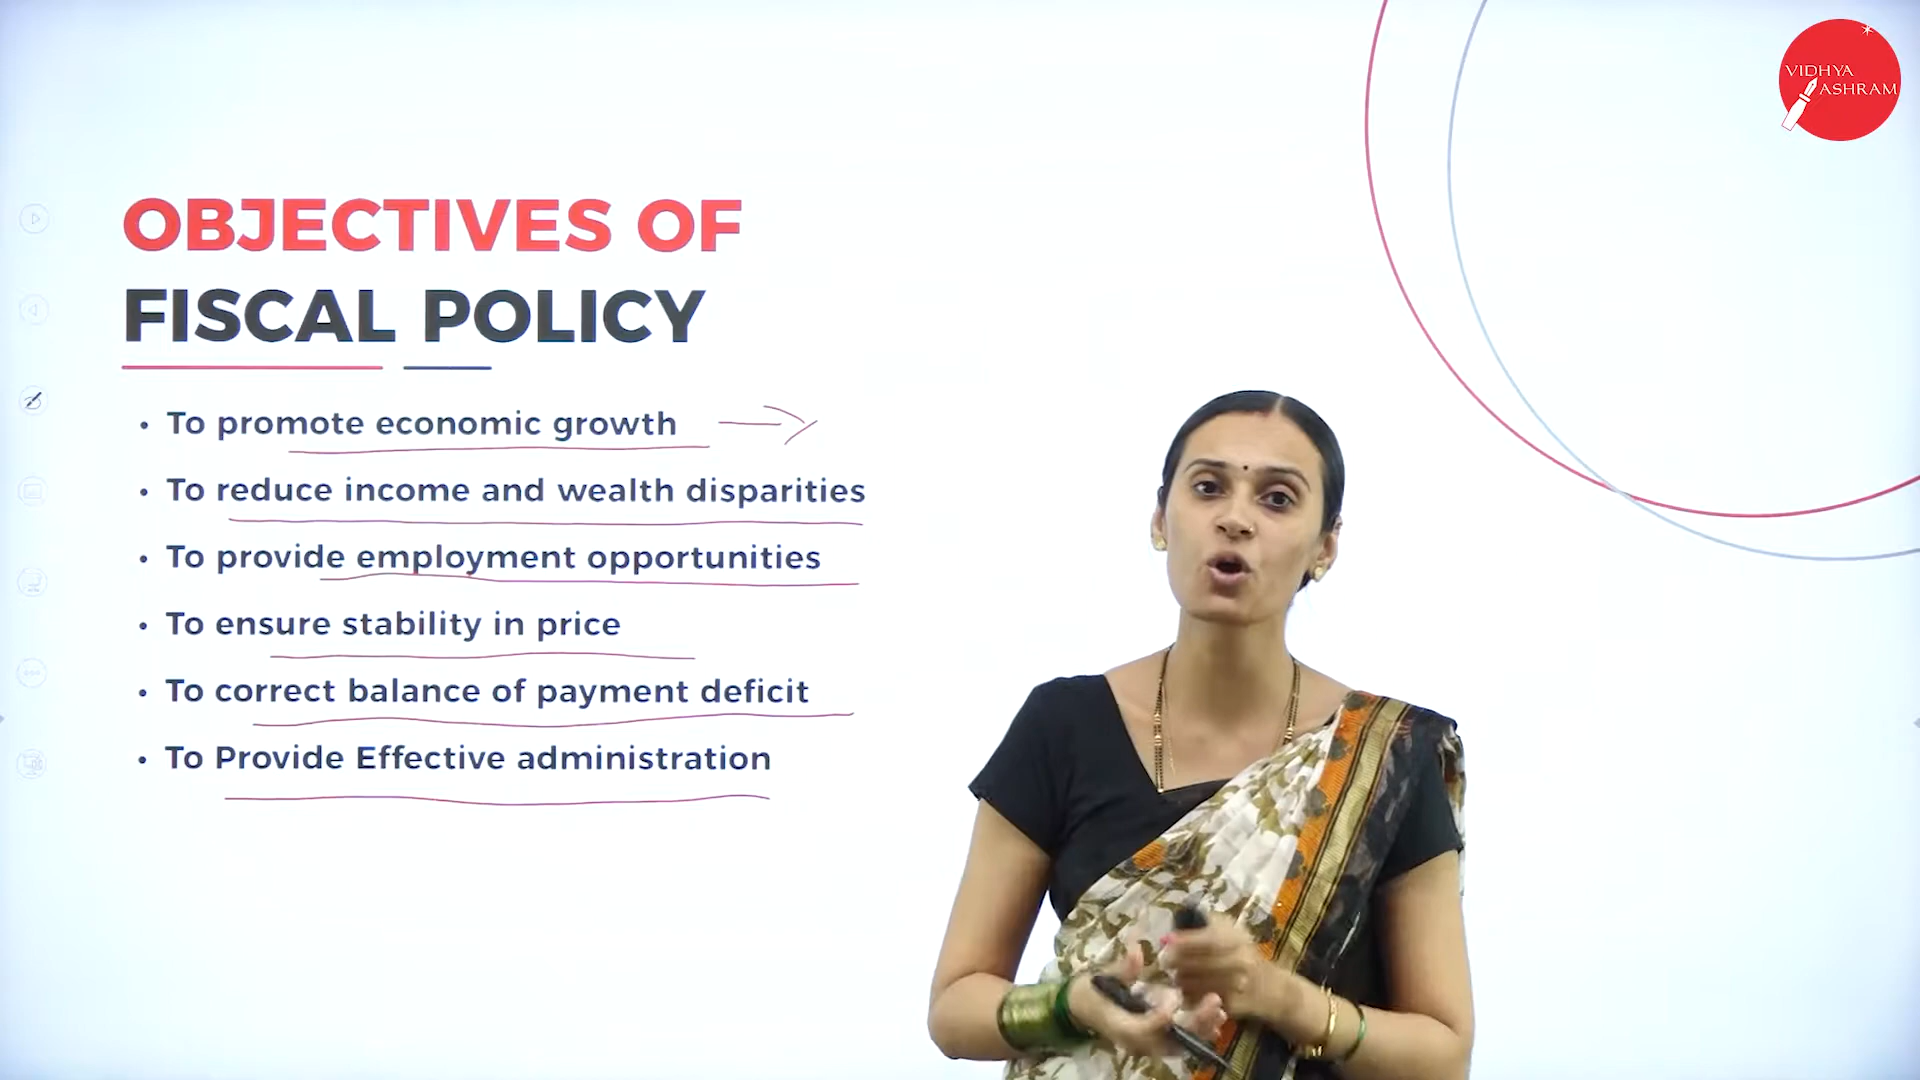 VIDHYA
ASHRAM
OBJECTIVES OF
FISCAL POLICY
• To promote economic growth
• To reduce income and wealth disparities
• To provide employment opportunities
• To ensure stability in price
• To correct balance of payment deficit
• To Provide Effective administration